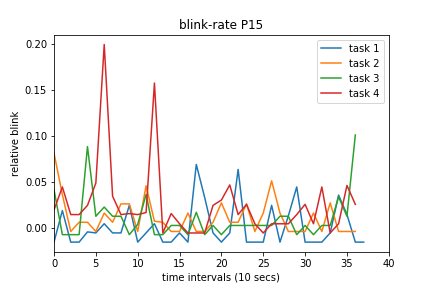 blink-rate P15
task 1
task 2
task 3
task 4
relative blink
0.20
0.15
0.10
0.05
0.00
0 5 10 15 20 25 30 35 40
time intervals (10 secs)